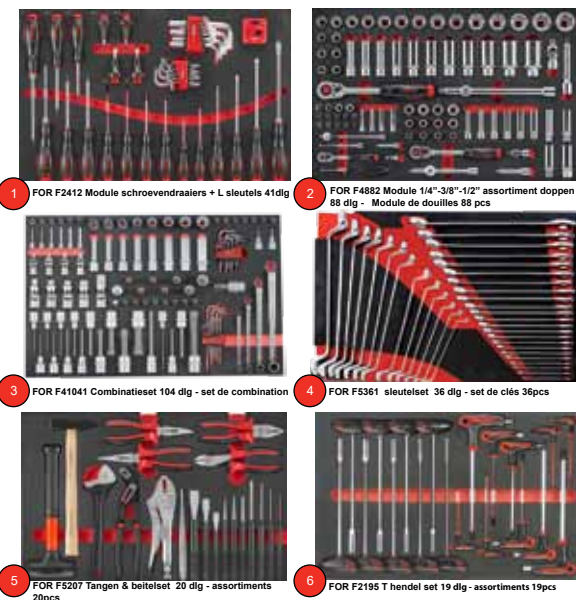 1 FOR F2412 Module schroevendraaiers + L sleutels 41dlg
2 FOR F4882 Module 1/4"-3/8"-1/2" assortiment doppen
88 dlg - Module de douilles 88 pcs
3 FOR F41041 Combinatieset 104 dlg - set de combination
4 FOR F5361 sleutelset 36 dlg - set de clés 36pcs
5 FOR F5207 Tangen & beitelset 20 dlg - assortiments
20pcs
6 FOR F2195 T hendel set 19 dlg - assortiments 19pcs